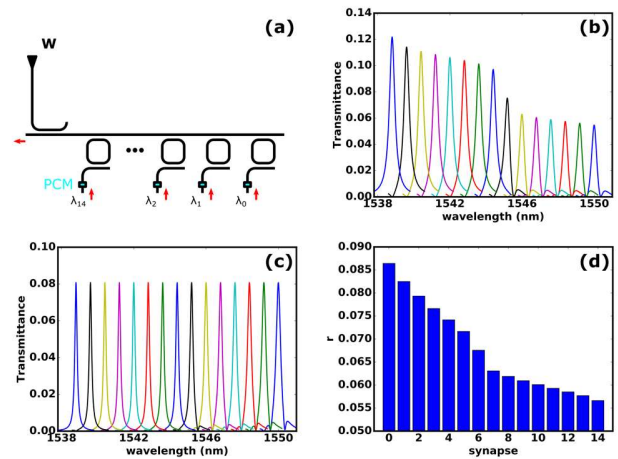 (a)
W
PCM
λ14
λ2
λ1
λ0
(b)
Transmittance
0.14
0.12
0.10
0.08
0.06
0.04
0.02
0.00
1538
1542
1546
1550
wavelength (nm)
(c)
Transmittance
0.10
0.08
0.06
0.04
0.02
0.00
1538
1542
1546
1550
wavelength (nm)
(d)
r
0.090
0.085
0.080
0.075
0.070
0.065
0.060
0.055
0.050
0
2
4
6
8
10
12
14
synapse